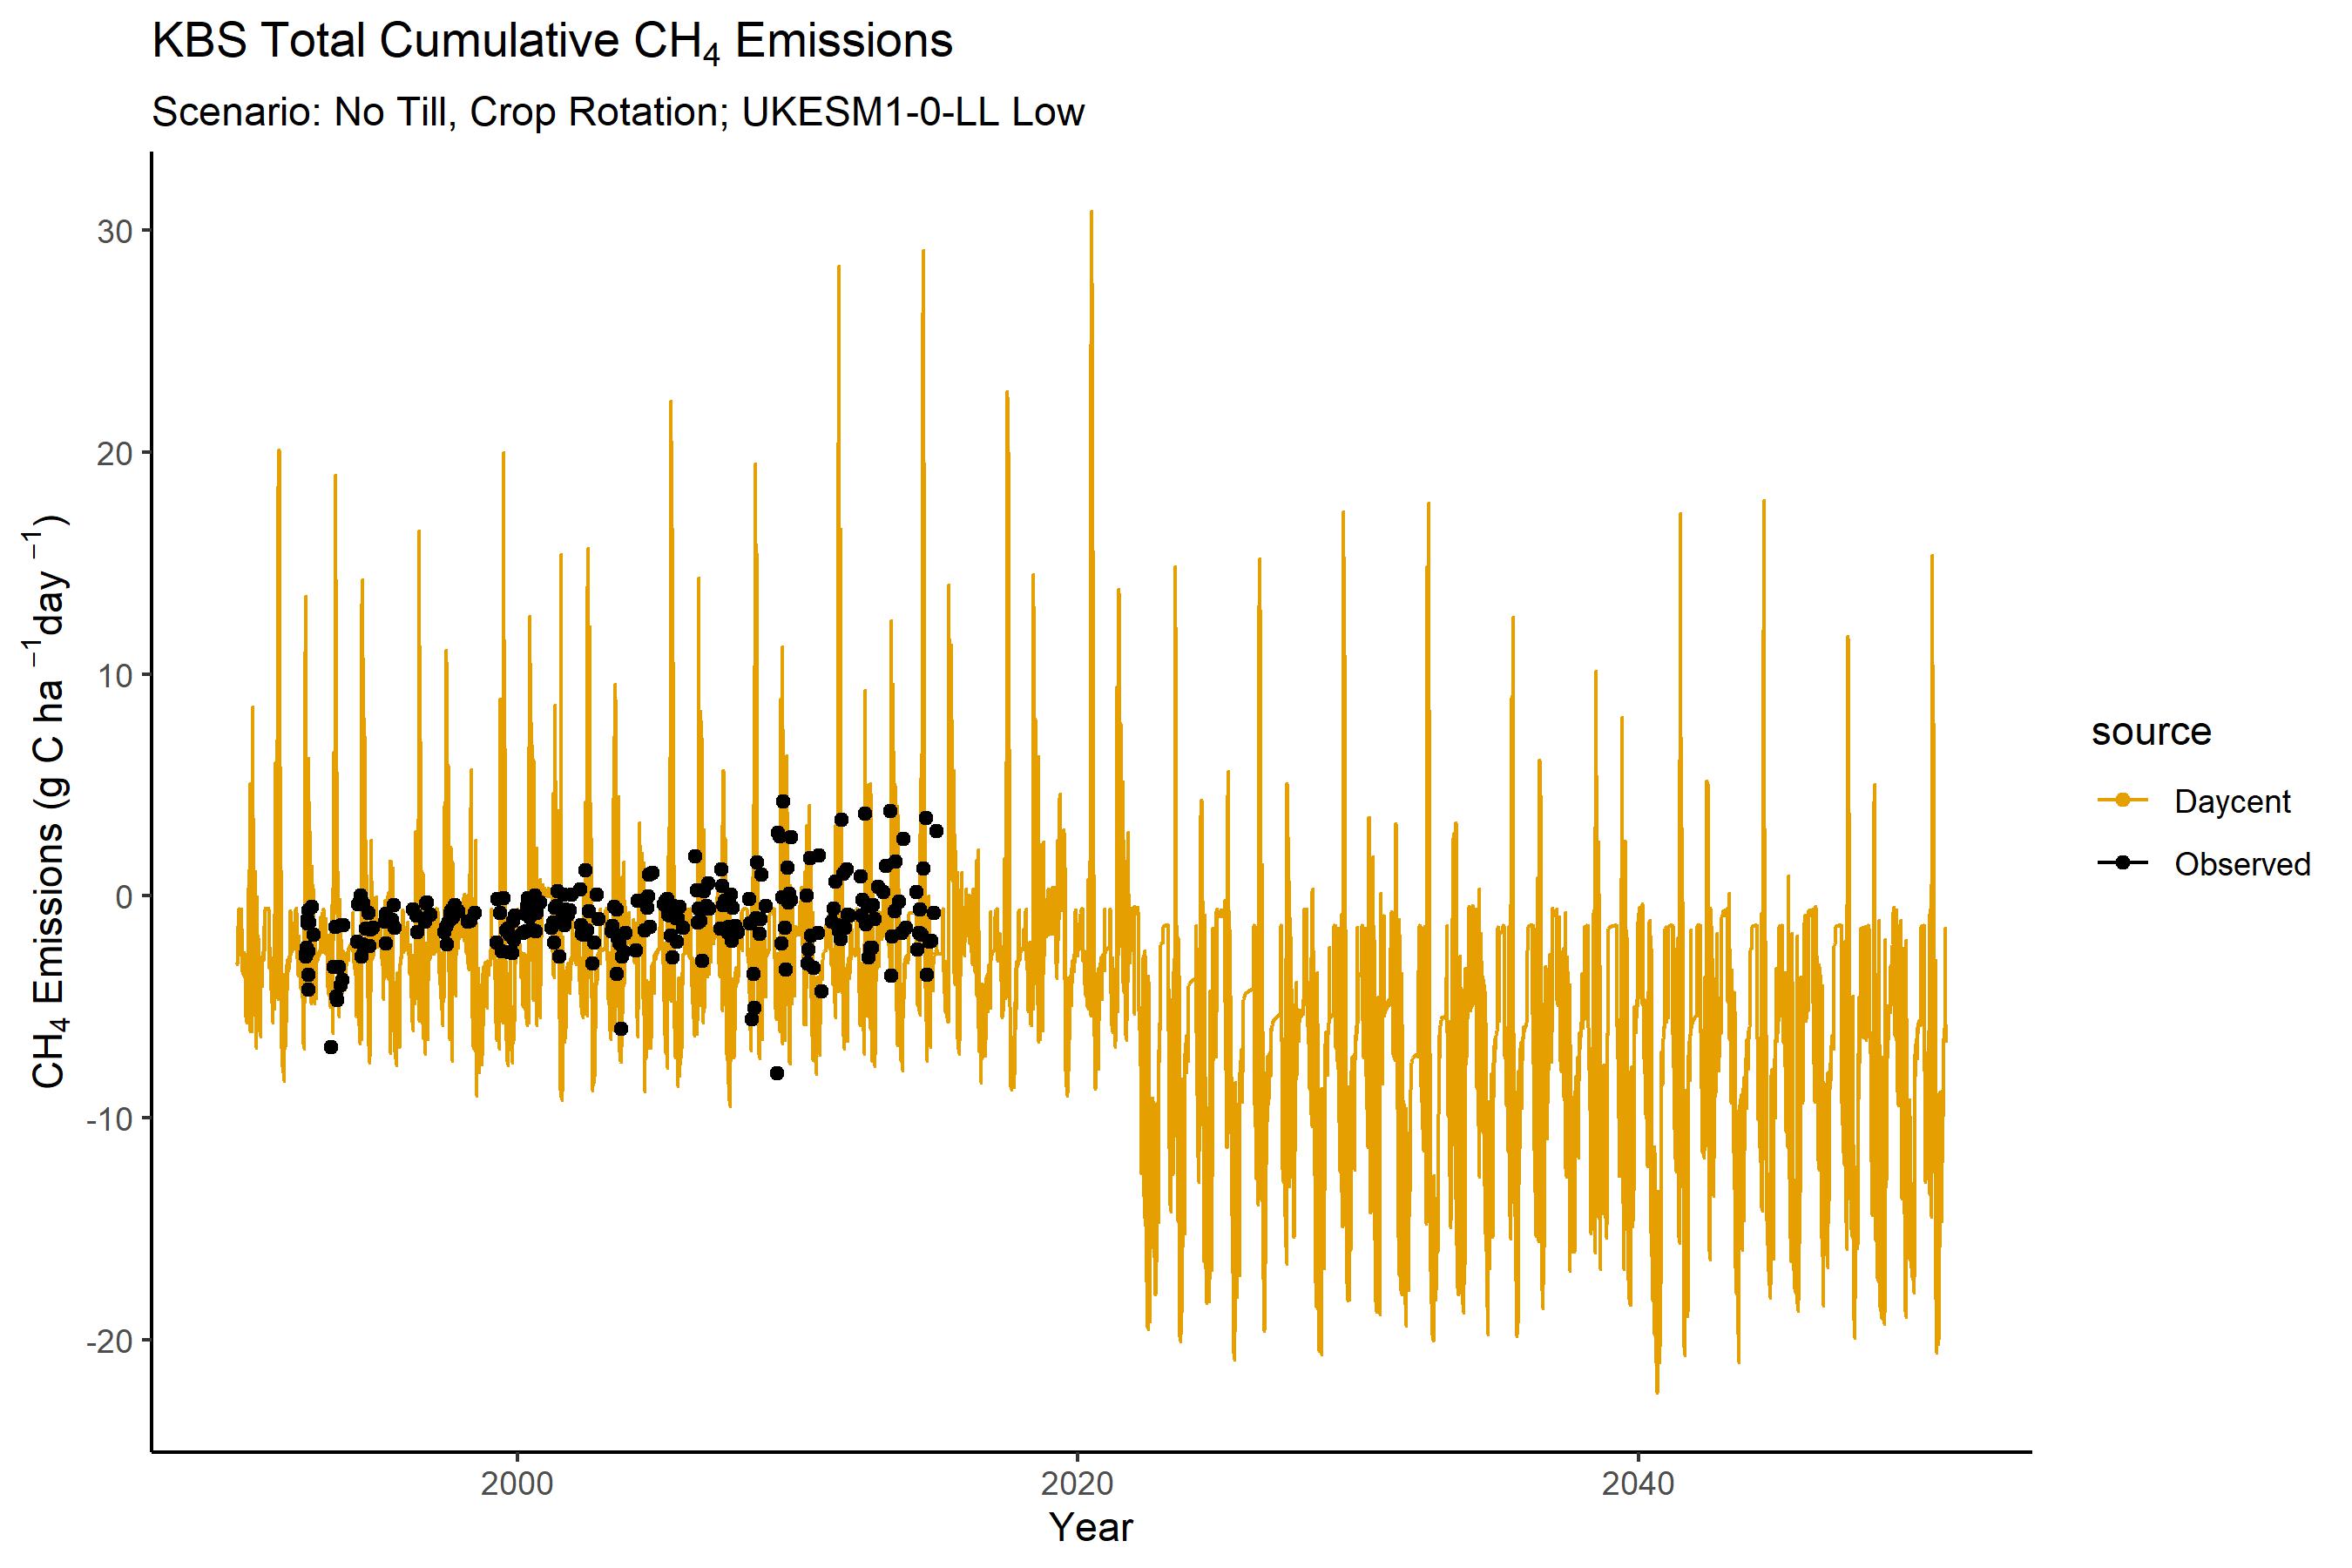 KBS Total Cumulative CH₄ Emissions
Scenario: No Till, Crop Rotation; UKESM1-0-LL Low
CH₄ Emissions (g C ha ⁻¹day ⁻¹)
30
20
10
0
-10
-20
2000
2020
2040
Year
source
Daycent
Observed